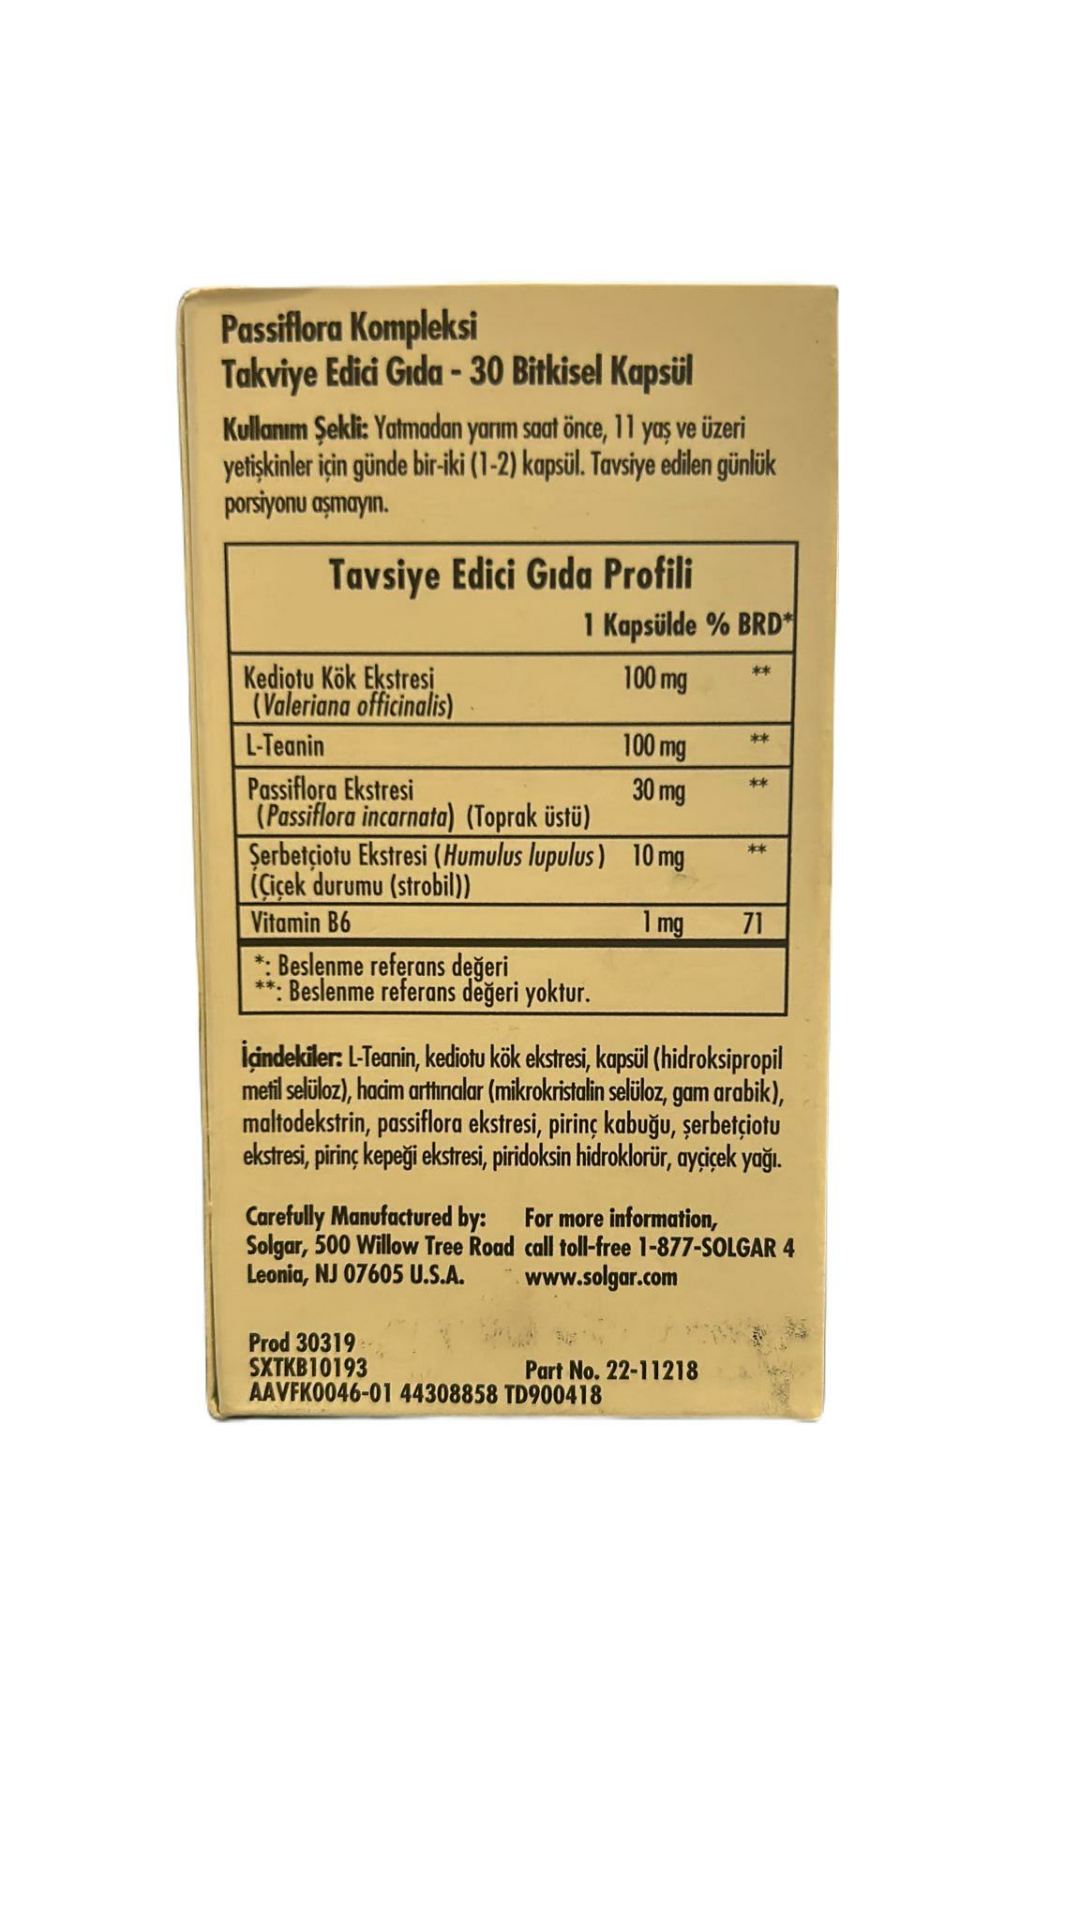 Passiflora Kompleksi
Takviye Edici Gıda - 30 Bitkisel Kapsül
Kullanım Şekli: Yatmadan yarım saat önce, 11 yaş ve üzeri
yetişkinler için günde bir-iki (1-2) kapsül. Tavsiye edilen günlük
porsiyonu aşmayın.
Tavsiye Edici Gıda Profili
1 Kapsülde % BRD*
Kediotu Kök Ekstresi 100 mg **
(Valeriana officinalis)
L-Teanin 100 mg **
Passiflora Ekstresi 30 mg **
(Passiflora incarnata) (Toprak üstü)
Şerbetçiotu Ekstresi (Humulus lupulus) 10 mg **
(Çiçek durumu (strobil))
Vitamin B6 1 mg 71
*: Beslenme referans değeri
**: Beslenme referans değeri yoktur.
İçindekiler: L-Teanin, kediotu kök ekstresi, kapsül (hidroksipropil
metil selüloz), hacim arttırıcılar (mikrokristalin selüloz, gam arabik),
maltodekstrin, passiflora ekstresi, pirinç kabuğu, şerbetçiotu
ekstresi, pirinç kepeği ekstresi, piridoksin hidroklorür, ayçiçek yağı.
Carefully Manufactured by: For more information,
Solgar, 500 Willow Tree Road call toll-free 1-877-SOLGAR 4
Leonia, NJ 07605 U.S.A. www.solgar.com
Prod 30319
SXTKB10193 Part No. 22-11218
AAVFK0046-01 44308858 TD900418